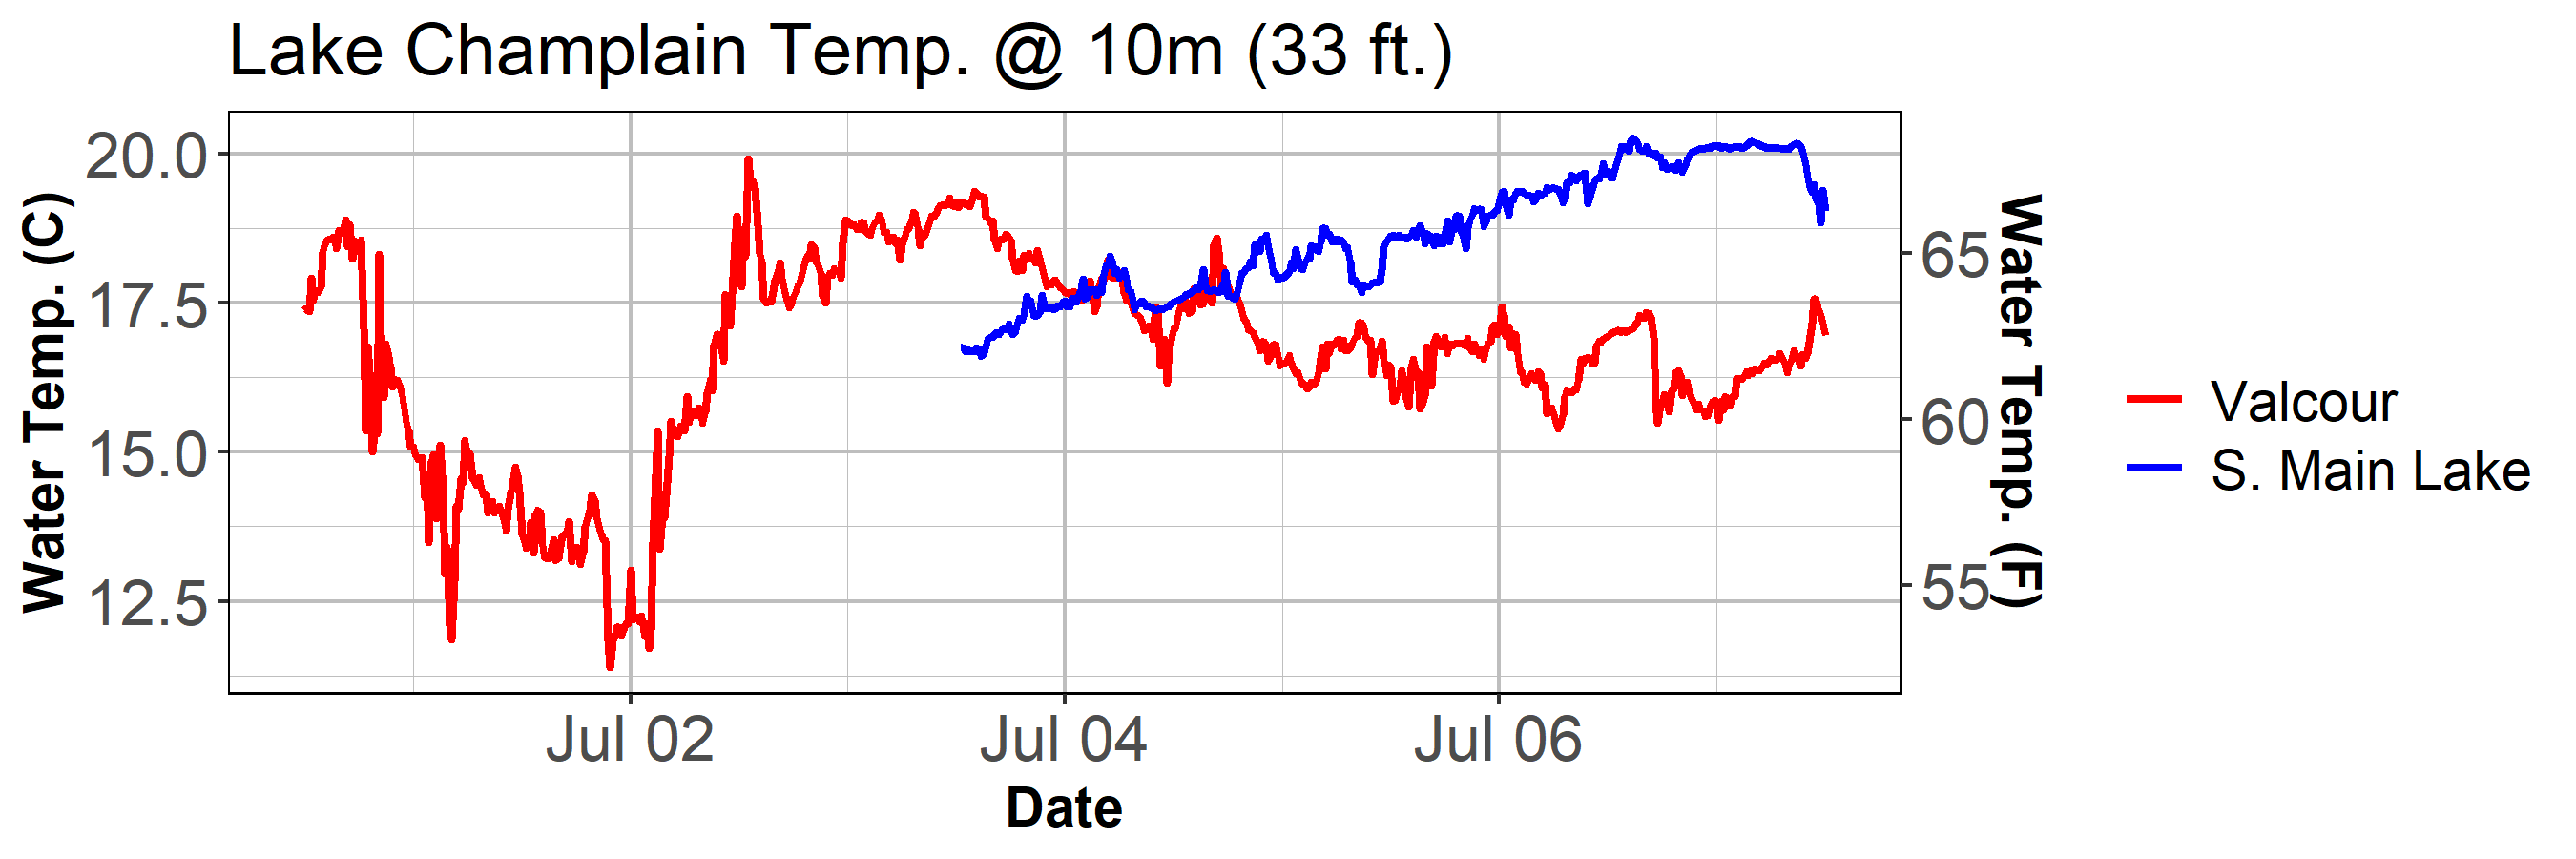 Lake Champlain Temp. @ 10m (33 ft.)
Water Temp. (C)
20.0
17.5
15.0
12.5
Jul 02
Jul 04
Jul 06
Date
65
60
55
Water Temp. (F)
Valcour
S. Main Lake